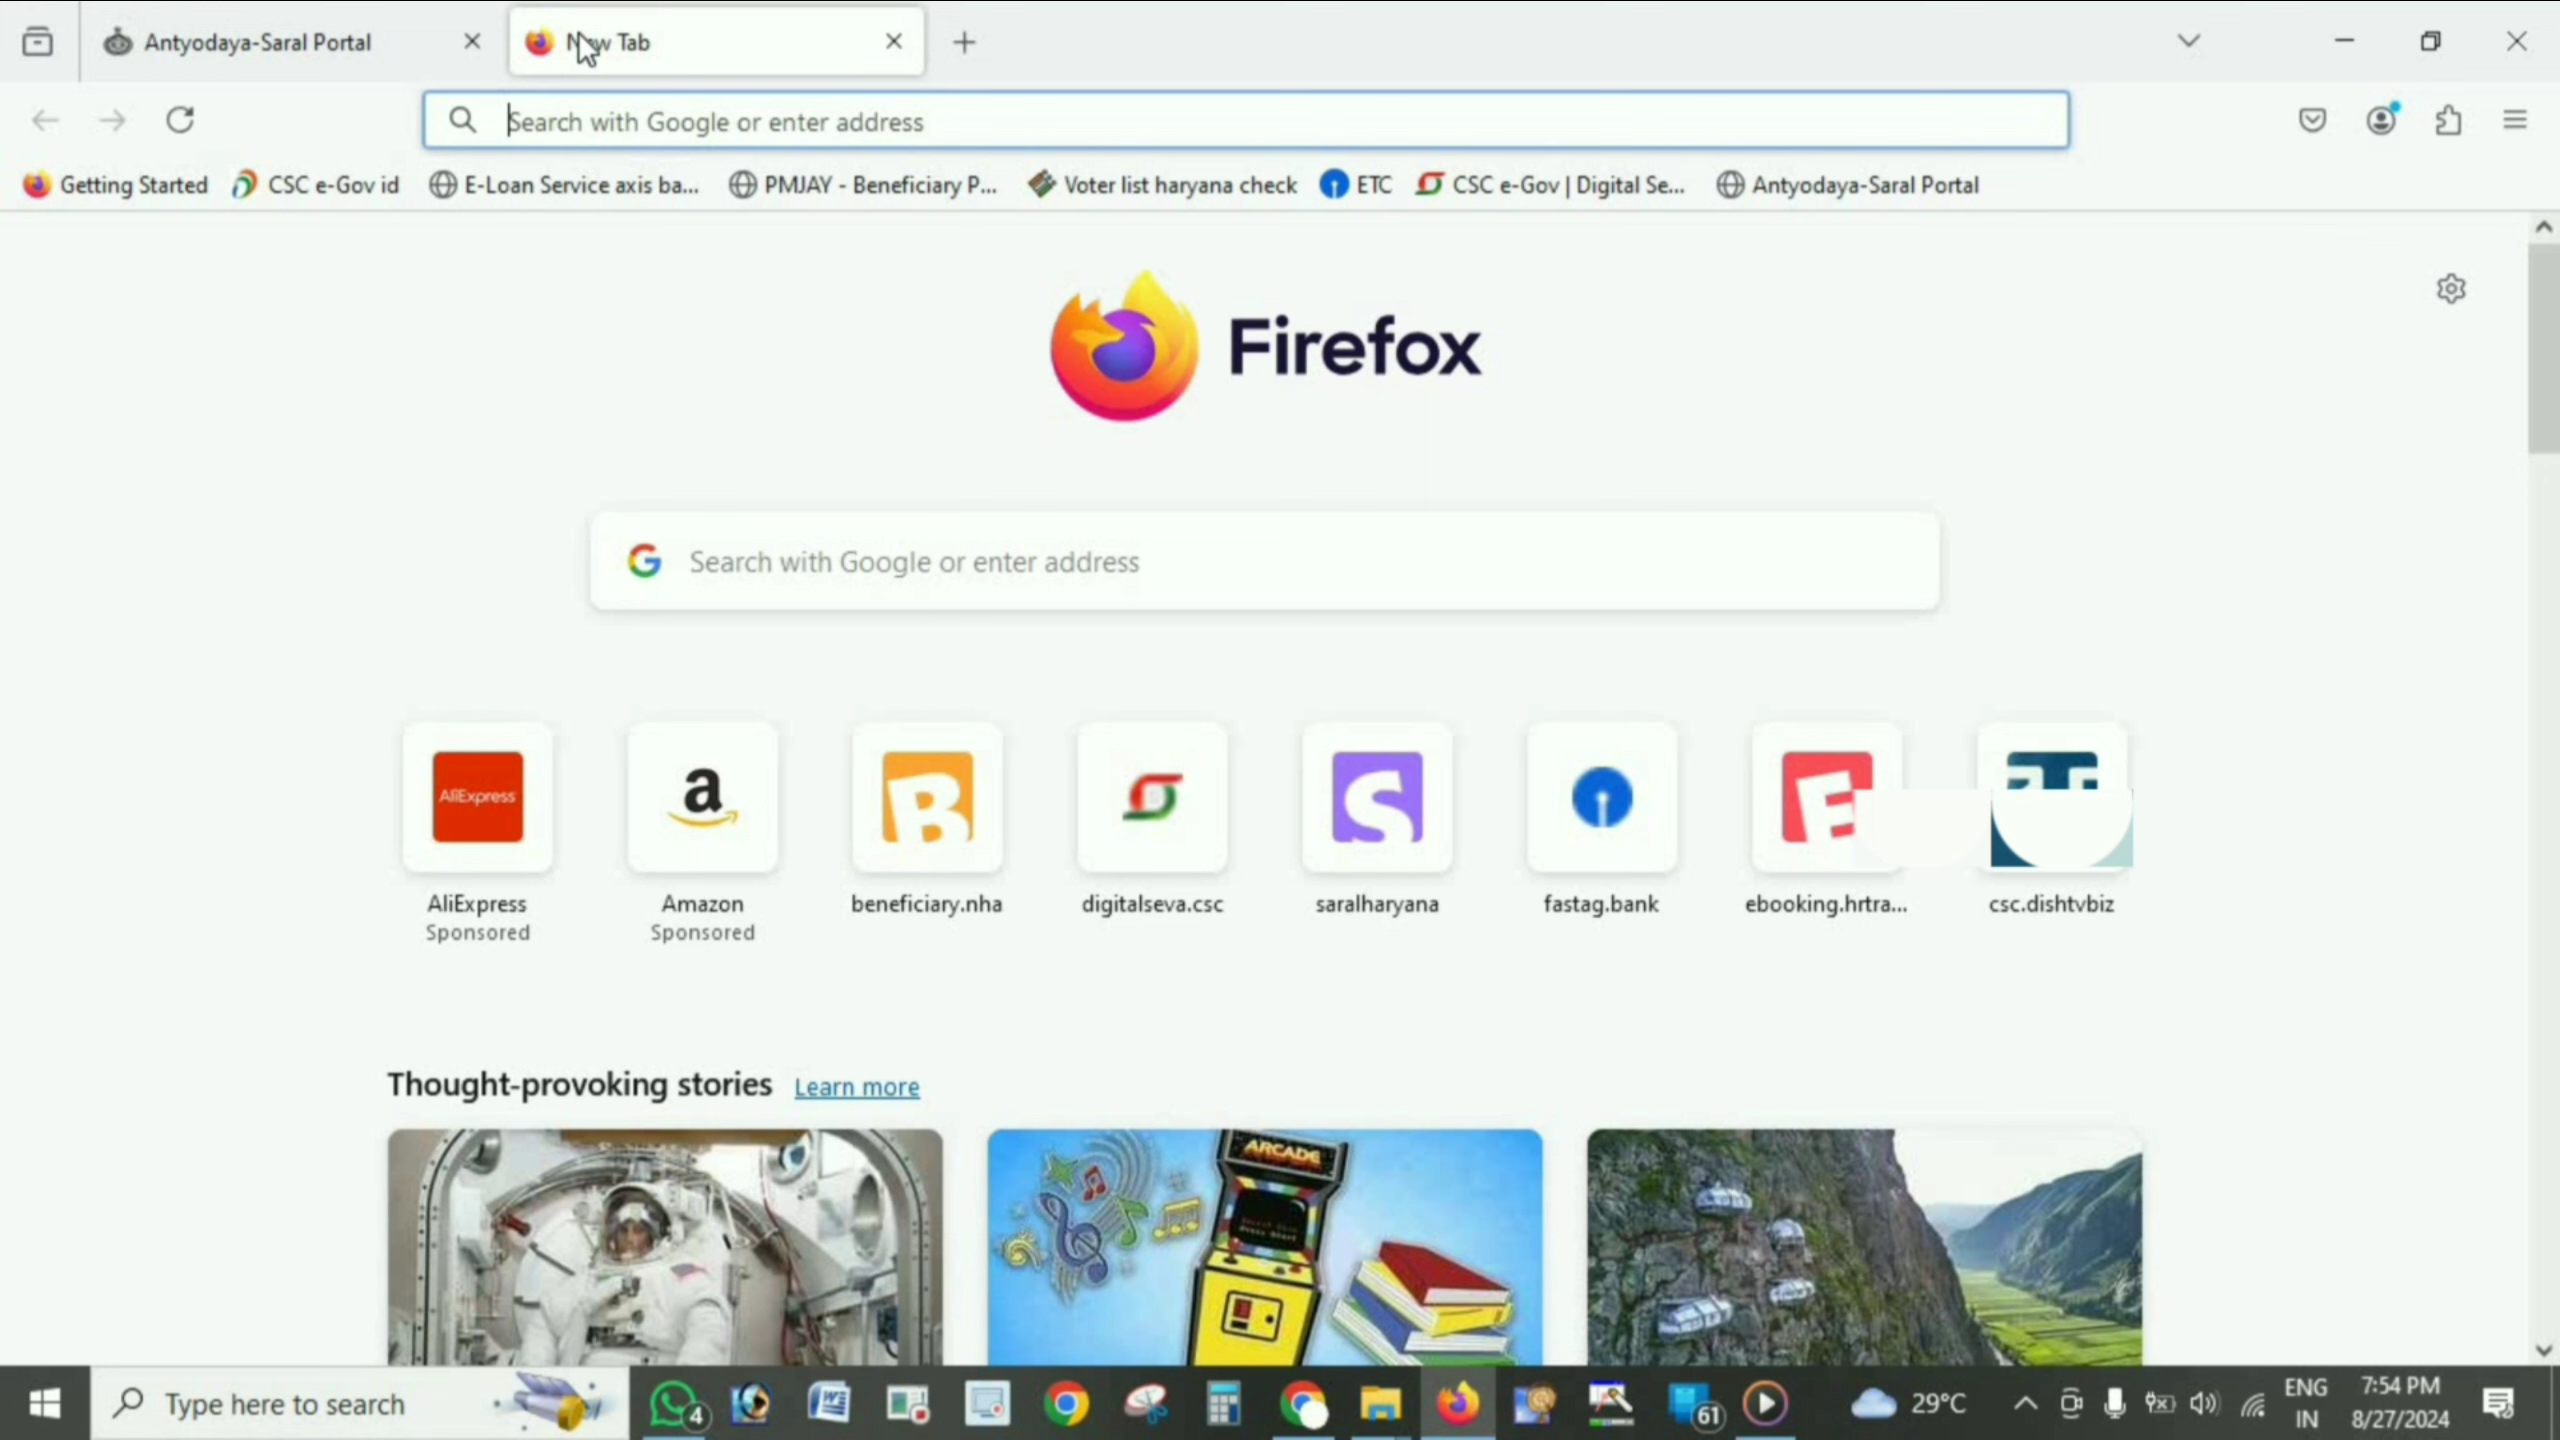 Antyodaya-Saral Portal
New Tab
Search with Google or enter address
Getting Started
CSC e-Gov id
E-Loan Service axis ba...
PMJAY - Beneficiary P...
Voter list haryana check
ETC
CSC e-Gov | Digital Se...
Antyodaya-Saral Portal
Firefox
Search with Google or enter address
AliExpress
AliExpress
Sponsored
Amazon
Sponsored
beneficiary.nha
digitalseva.csc
saralharyana
fastag.bank
ebooking.hrtra...
csc.dishtvbiz
Thought-provoking stories Learn more
ARCADE
Type here to search
4
61
29°C
ENG
IN
7:54 PM
8/27/2024